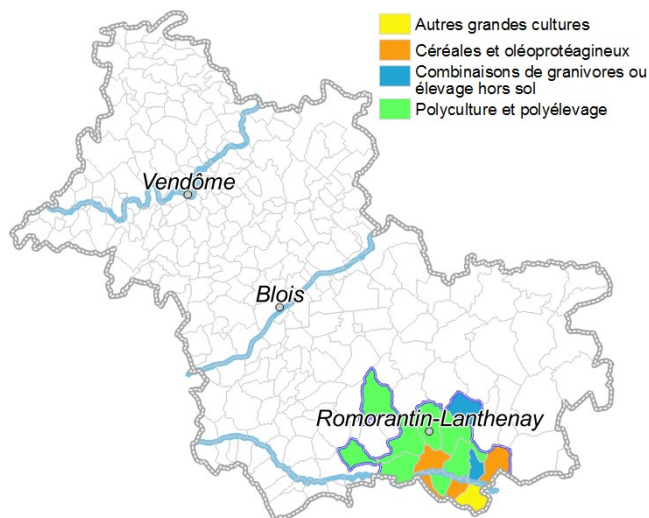 Autres grandes cultures
Céréales et oléoprotéagineux
Combinaisons de granivores ou
élevage hors sol
Polyculture et polyélevage
Vendôme
Blois
Romorantin-Lanthenay